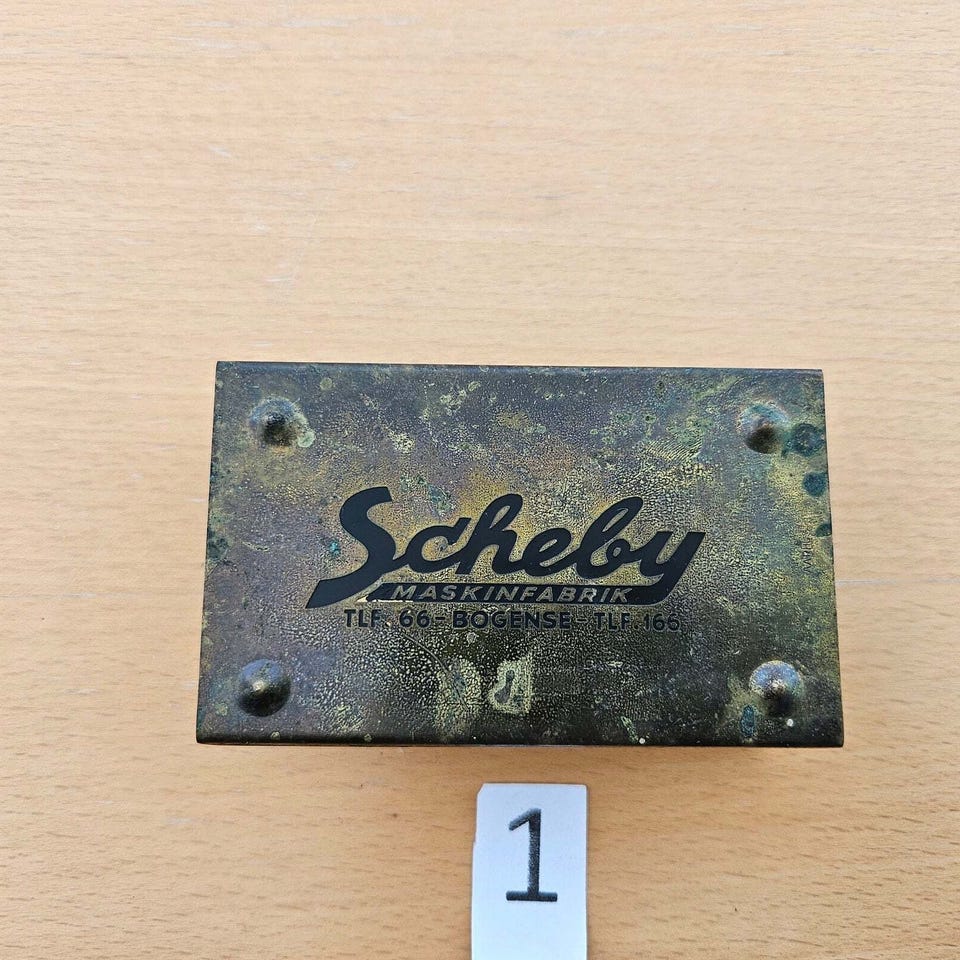 Scheby
MASKINFABRIK
TLF. 66 - BOGENSE - TLF. 166
1